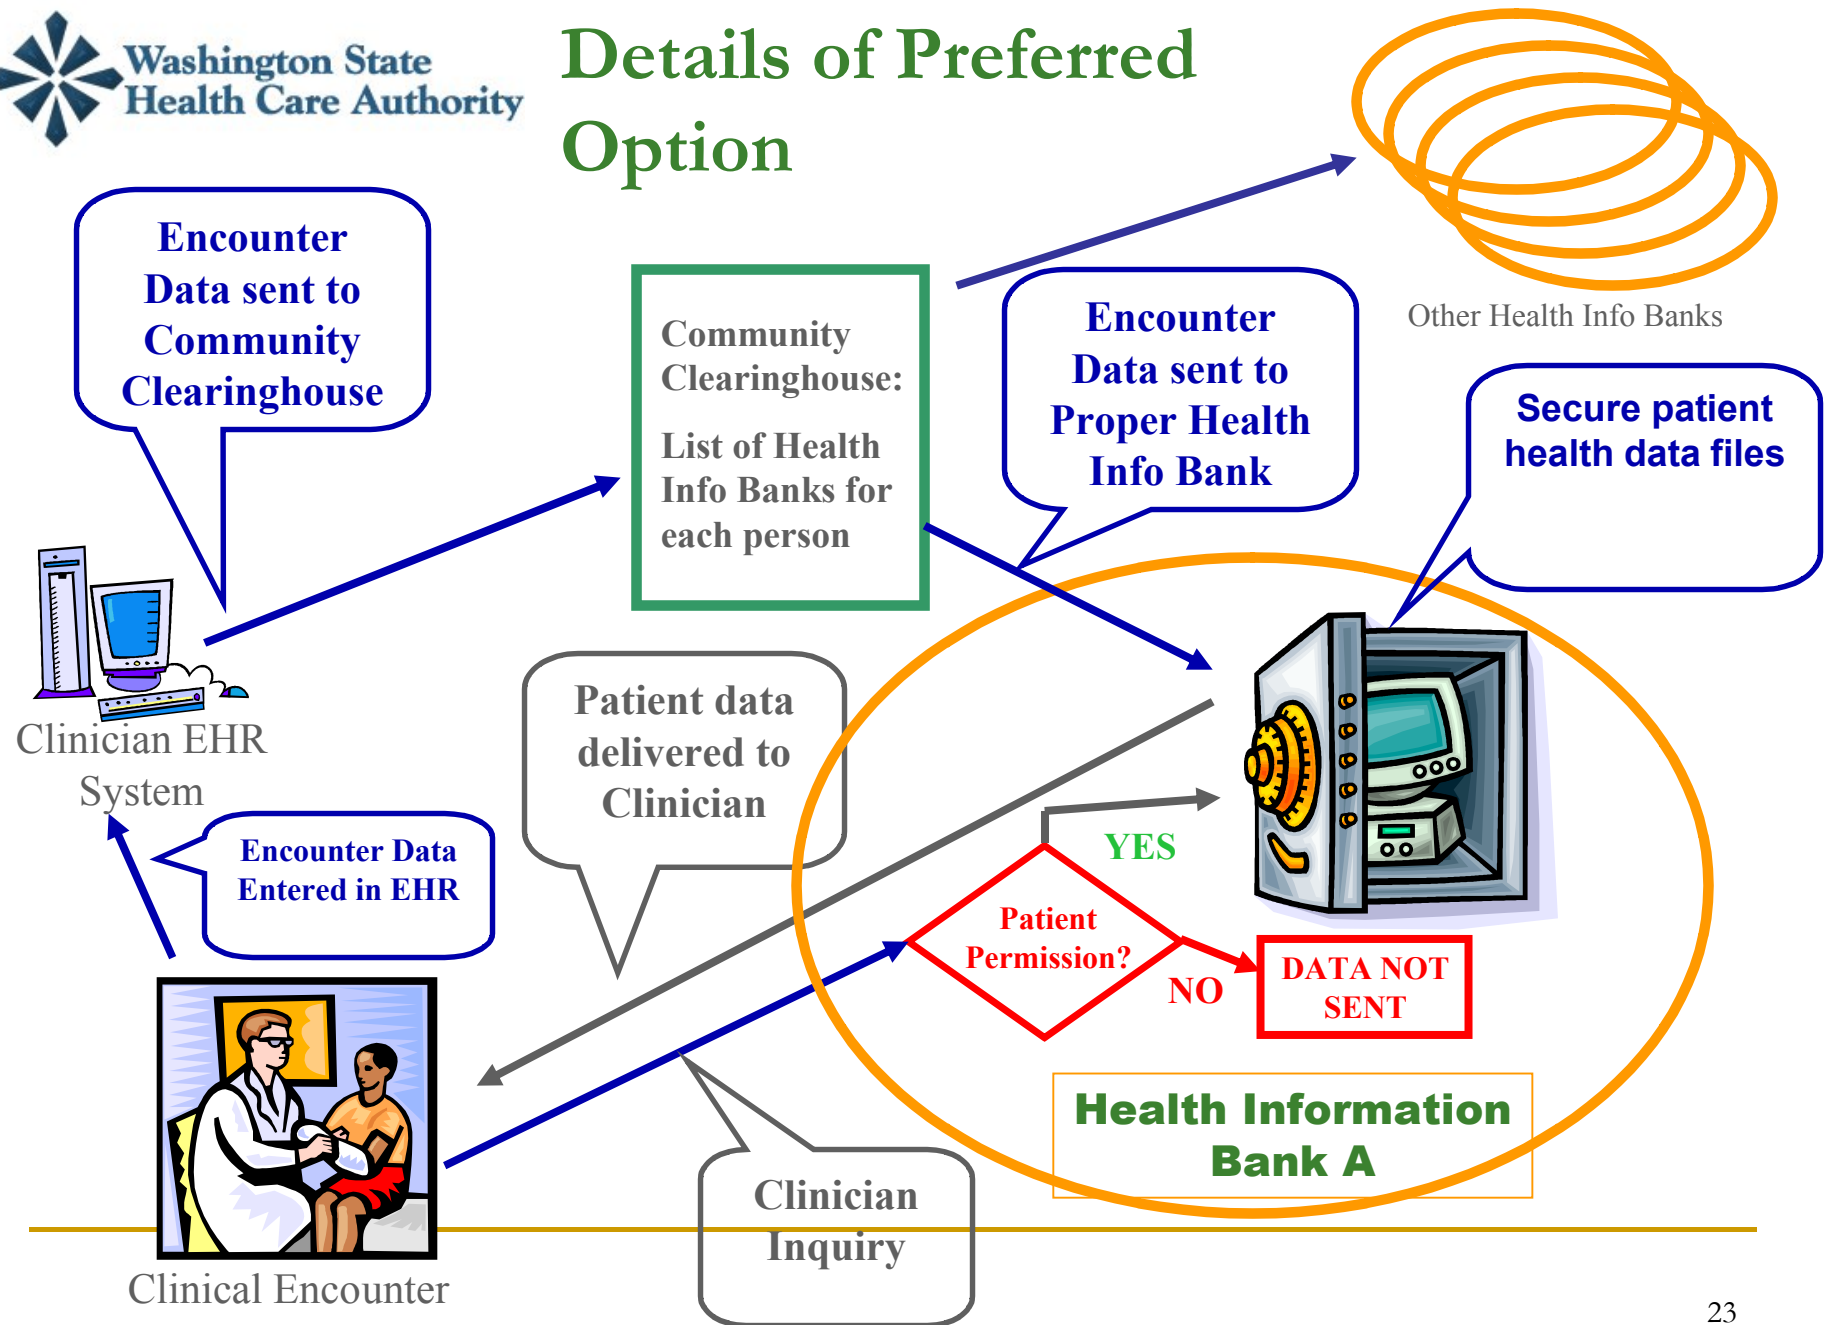 Washington State
Health Care Authority
Details of Preferred
Option
Encounter
Data sent to
Community
Clearinghouse
Community
Clearinghouse:
List of Health
Info Banks for
each person
Encounter
Data sent to
Proper Health
Info Bank
Other Health Info Banks
Secure patient
health data files
Clinician EHR
System
Patient data
delivered to
Clinician
Encounter Data
Entered in EHR
YES
Patient
Permission?
NO
DATA NOT
SENT
Health Information
Bank A
Clinician
Inquiry
Clinical Encounter
23